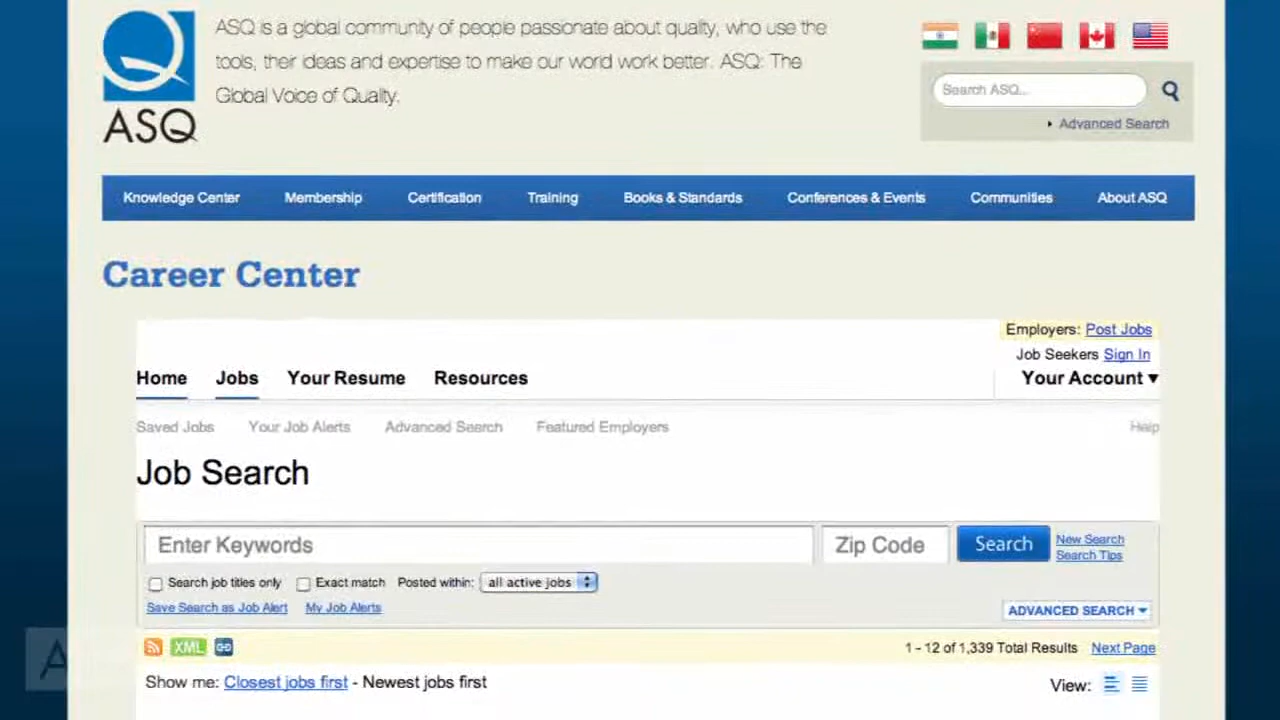 ASQ is a global community of people passionate about quality, who use the
tools, their ideas and expertise to make our world work better. ASQ: The
Global Voice of Quality.
ASQ
Search ASQ...
Advanced Search
Knowledge Center Membership Certification Training Books & Standards Conferences & Events Communities About ASQ
Career Center
Employers: Post Jobs
Job Seekers Sign In
Home Jobs Your Resume Resources Your Account
Saved Jobs Your Job Alerts Advanced Search Featured Employers Help
Job Search
Enter Keywords Zip Code Search New Search
Search Tips
Search job titles only Exact match Posted within: all active jobs
Save Search as Job Alert My Job Alerts ADVANCED SEARCH
XML 1 - 12 of 1,339 Total Results Next Page
Show me: Closest jobs first - Newest jobs first View: